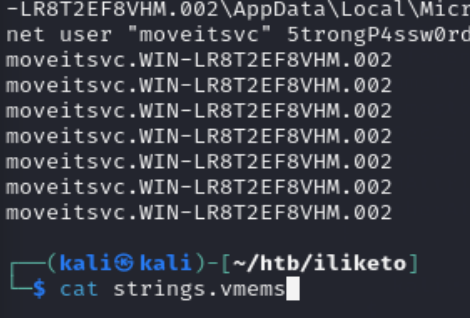 -LR8T2EF8VHM.002\AppData\Local\Micr
net user "moveitsvc" 5trongP4ssw0rd
moveitsvc.WIN-LR8T2EF8VHM.002
moveitsvc.WIN-LR8T2EF8VHM.002
moveitsvc.WIN-LR8T2EF8VHM.002
moveitsvc.WIN-LR8T2EF8VHM.002
moveitsvc.WIN-LR8T2EF8VHM.002
moveitsvc.WIN-LR8T2EF8VHM.002
moveitsvc.WIN-LR8T2EF8VHM.002
┌──(kali㉿kali)-[~/htb/iliketo]
└─$ cat strings.vmems